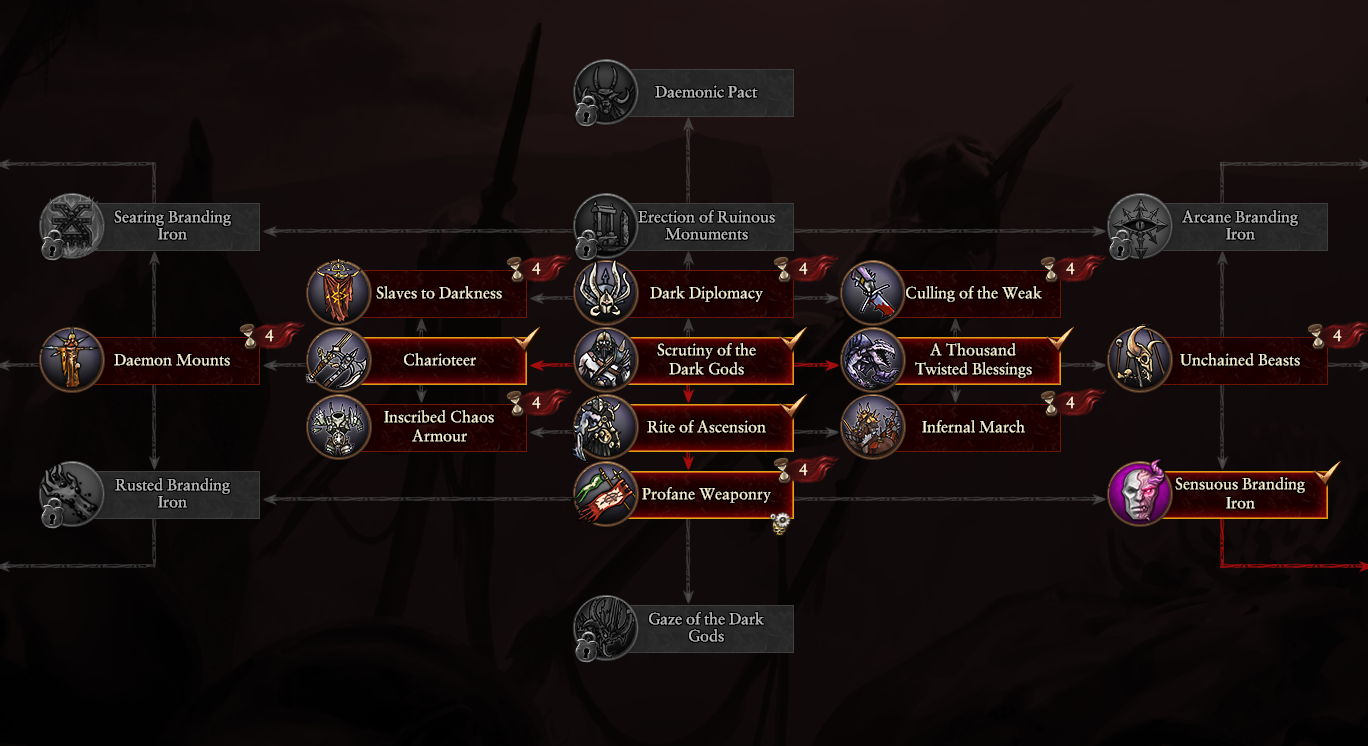 Daemonic Pact
Searing Branding
Iron
Erection of Ruinous
Monuments
Arcane Branding
Iron
Slaves to Darkness
4
Dark Diplomacy
4
Culling of the Weak
4
Daemon Mounts
4
Charioteer
Scrutiny of the
Dark Gods
A Thousand
Twisted Blessings
Unchained Beasts
4
Inscribed Chaos
Armour
4
Rite of Ascension
Infernal March
4
Rusted Branding
Iron
Profane Weaponry
4
Sensuous Branding
Iron
Gaze of the Dark
Gods